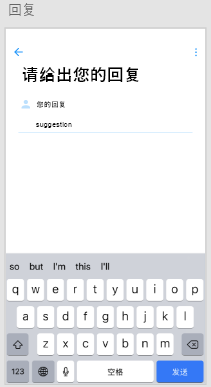 回复
请给出您的回复
您的回复
suggestion
so but I'm this I'll
q w e r t y u i o p
a s d f g h j k l
z x c v b n m
123 空格 发送